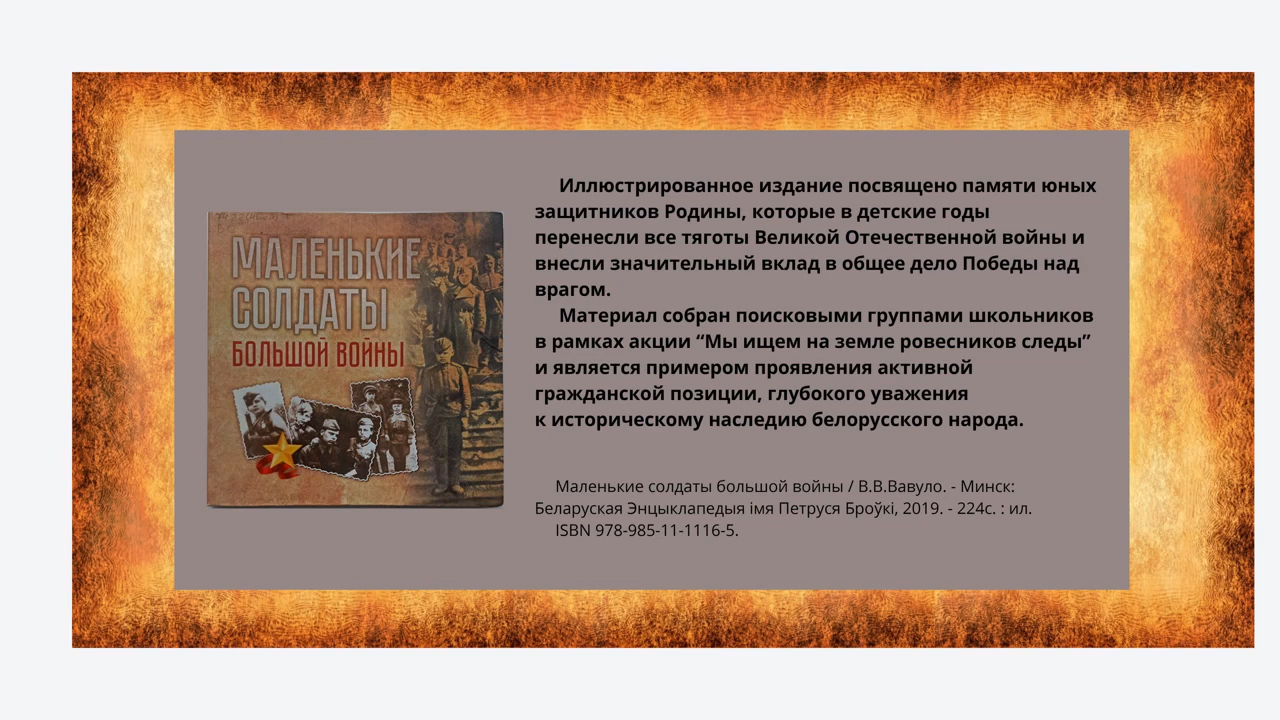 МАЛЕНЬКИЕ
СОЛДАТЫ
БОЛЬШОЙ ВОЙНЫ
Иллюстрированное издание посвящено памяти юных
защитников Родины, которые в детские годы
перенесли все тяготы Великой Отечественной войны и
внесли значительный вклад в общее дело Победы над
врагом.
Материал собран поисковыми группами школьников
в рамках акции “Мы ищем на земле ровесников следы”
и является примером проявления активной
гражданской позиции, глубокого уважения
к историческому наследию белорусского народа.
Маленькие солдаты большой войны / В.В.Вавуло. - Минск:
Беларуская Энцыклапедыя імя Петруся Броўкі, 2019. - 224с. : ил.
ISBN 978-985-11-1116-5.